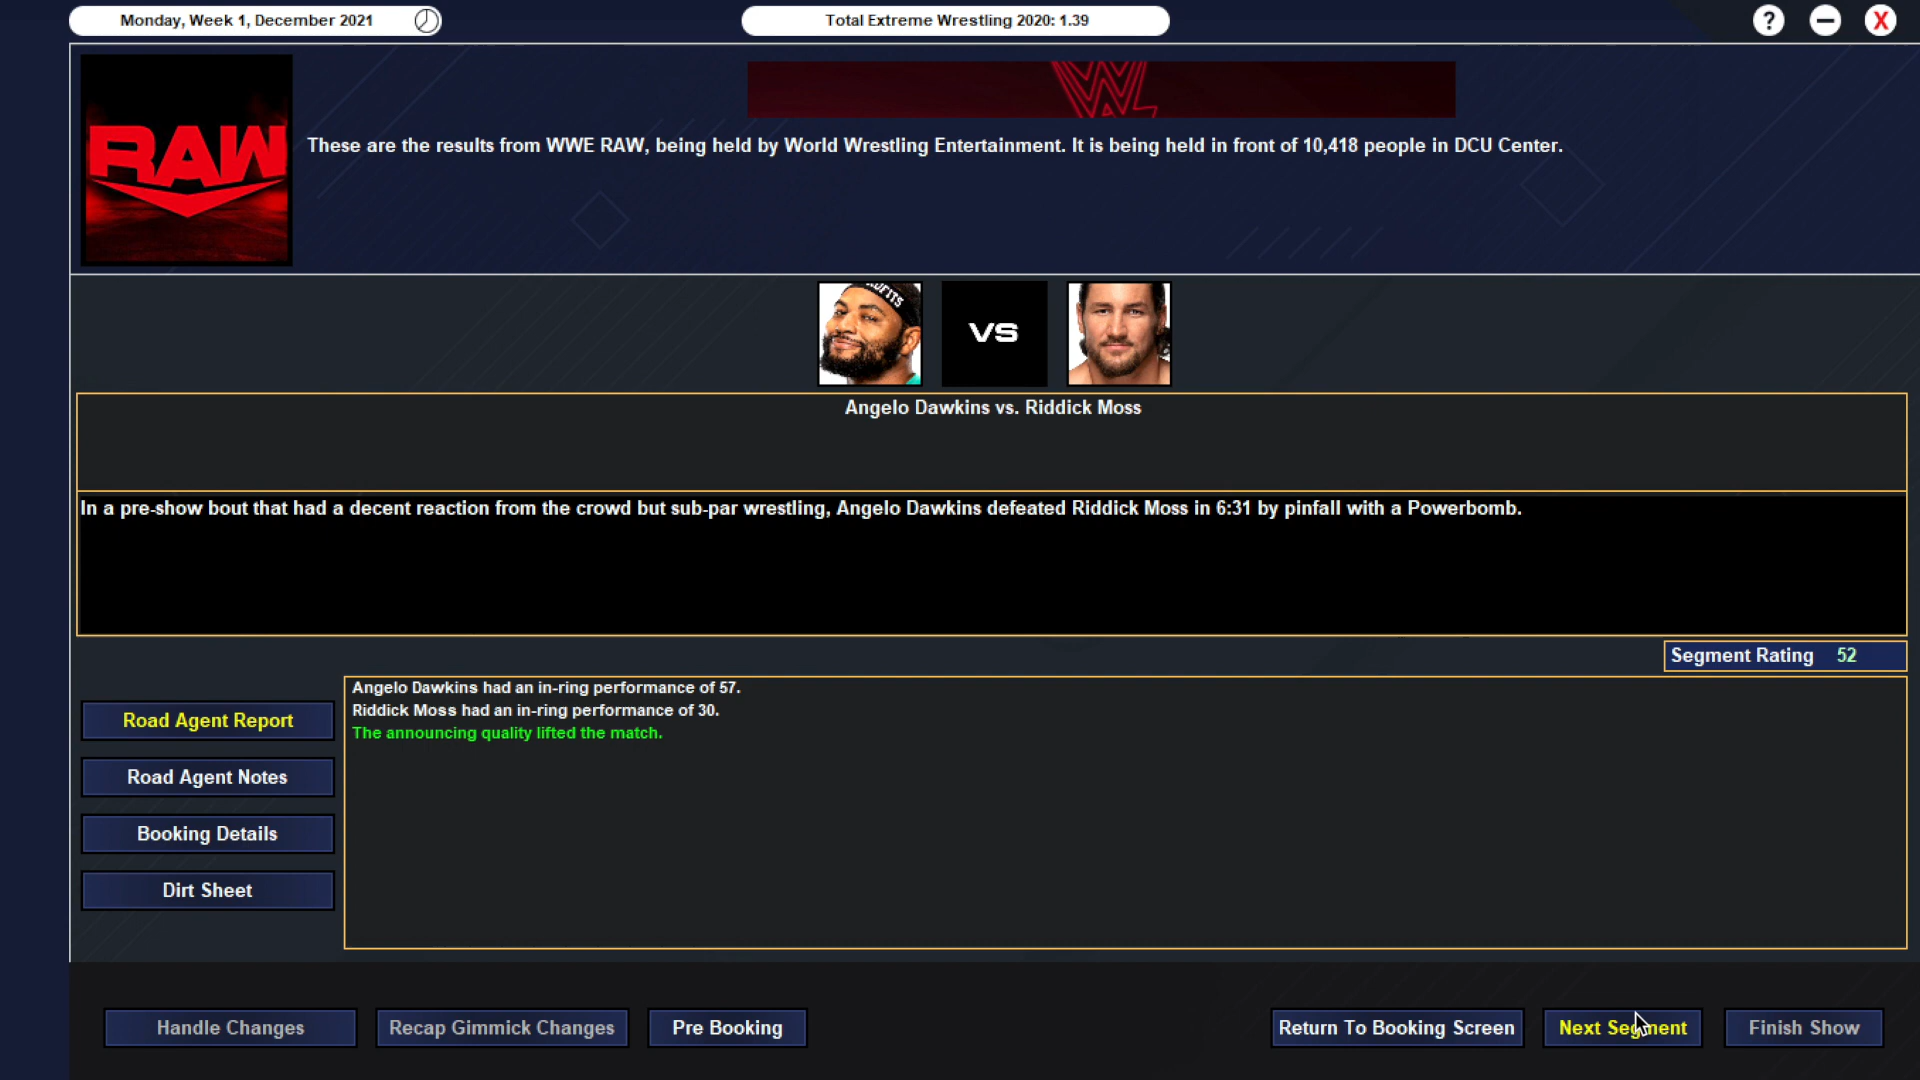 Monday, Week 1, December 2021
Total Extreme Wrestling 2020: 1.39
?
X
RAW
These are the results from WWE RAW, being held by World Wrestling Entertainment. It is being held in front of 10,418 people in DCU Center.
VS
Angelo Dawkins vs. Riddick Moss
In a pre-show bout that had a decent reaction from the crowd but sub-par wrestling, Angelo Dawkins defeated Riddick Moss in 6:31 by pinfall with a Powerbomb.
Segment Rating 52
Angelo Dawkins had an in-ring performance of 57.
Riddick Moss had an in-ring performance of 30.
The announcing quality lifted the match.
Road Agent Report
Road Agent Notes
Booking Details
Dirt Sheet
Handle Changes
Recap Gimmick Changes
Pre Booking
Return To Booking Screen
Next Segment
Finish Show